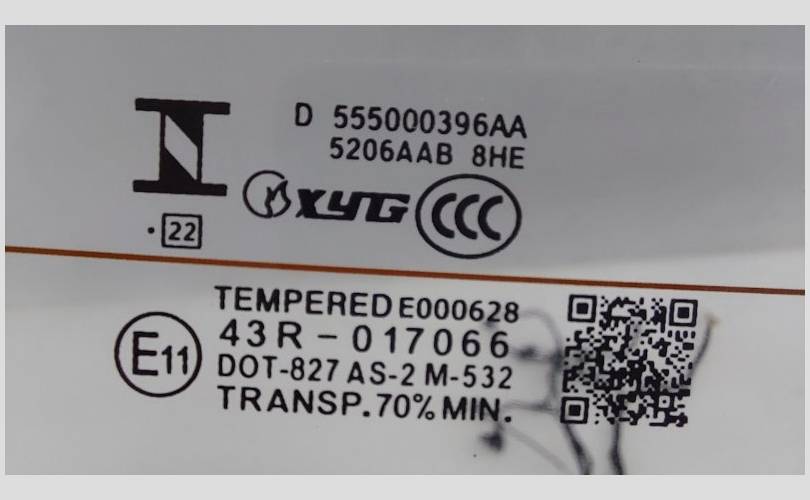 D 555000396AA
5206AAB 8HE
XYG CCC
22
TEMPERED E000628
E11
43R - 017066
DOT-827 AS-2 M-532
TRANSP. 70% MIN.